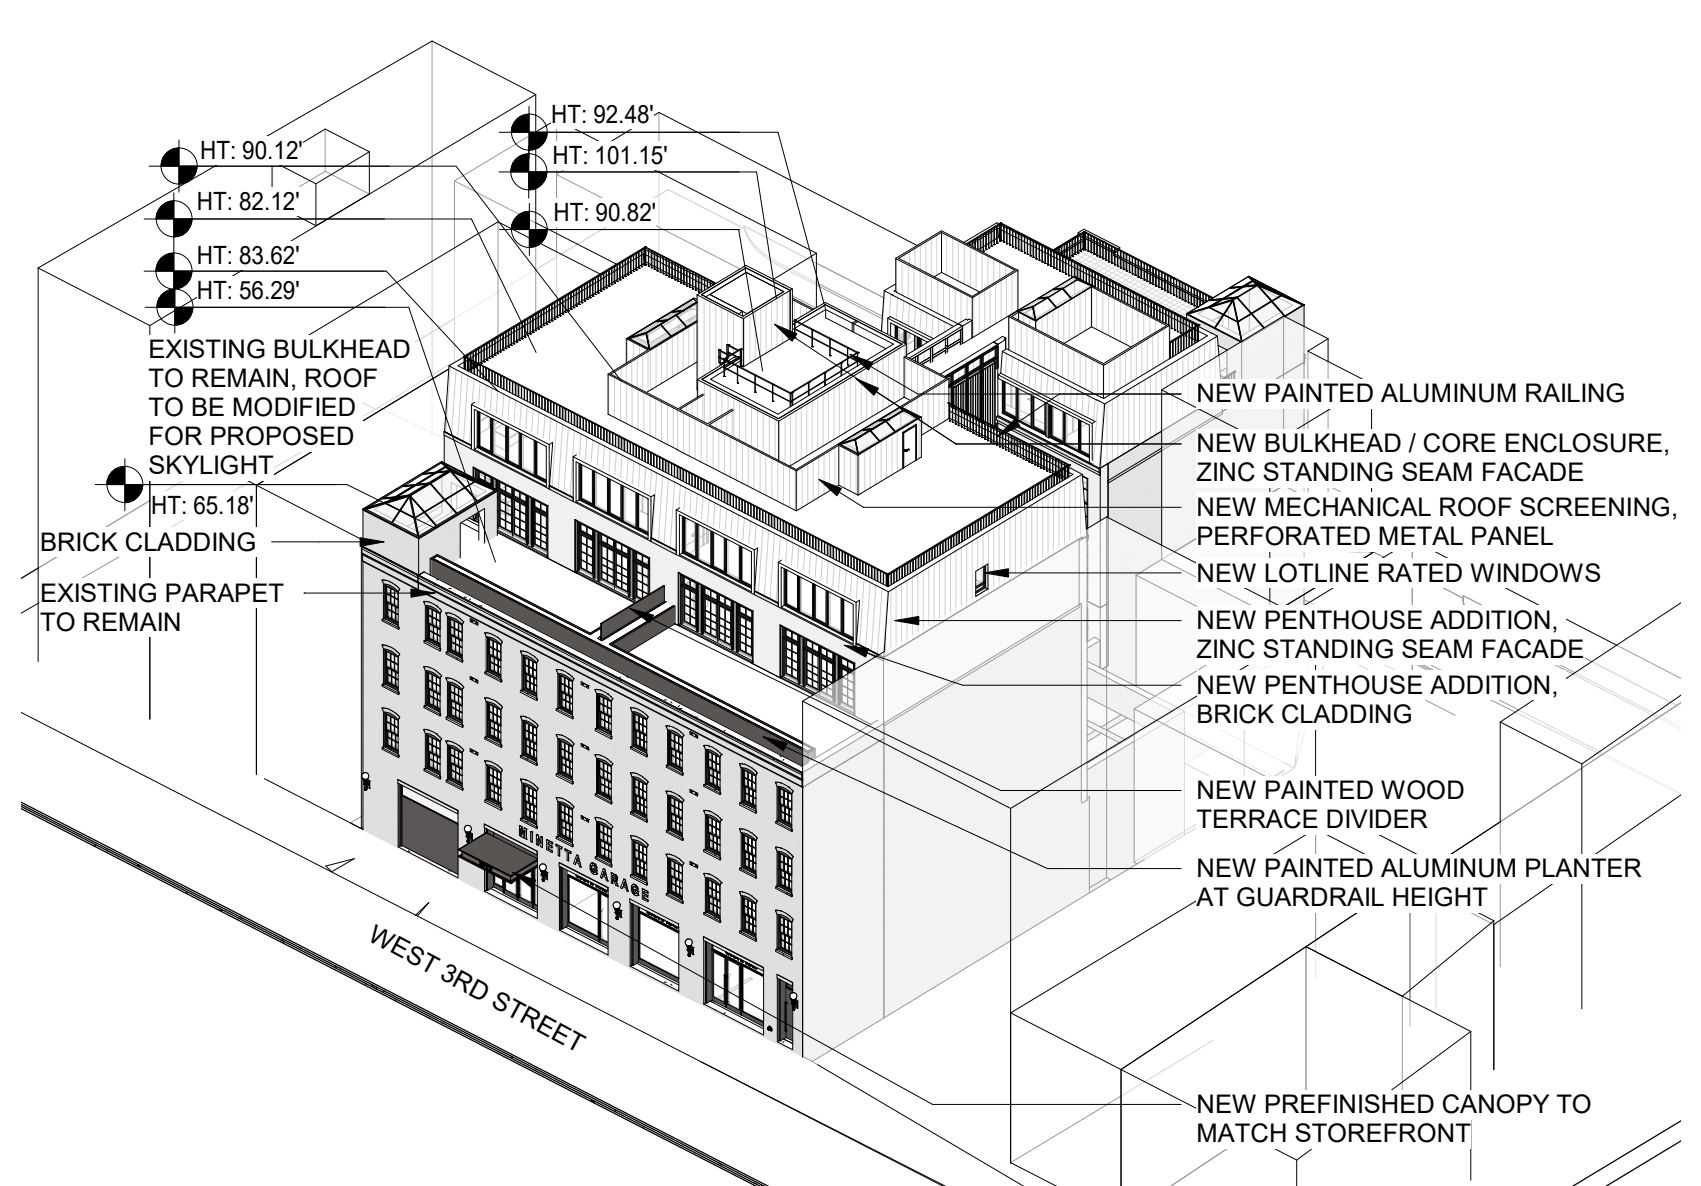 HT: 92.48'
HT: 90.12'
HT: 101.15'
HT: 82.12'
HT: 90.82'
HT: 83.62'
HT: 56.29'
EXISTING BULKHEAD
TO REMAIN, ROOF
TO BE MODIFIED
FOR PROPOSED
SKYLIGHT
HT: 65.18'
BRICK CLADDING
EXISTING PARAPET
TO REMAIN
NEW PAINTED ALUMINUM RAILING
NEW BULKHEAD / CORE ENCLOSURE,
ZINC STANDING SEAM FACADE
NEW MECHANICAL ROOF SCREENING,
PERFORATED METAL PANEL
NEW LOTLINE RATED WINDOWS
NEW PENTHOUSE ADDITION,
ZINC STANDING SEAM FACADE
NEW PENTHOUSE ADDITION,
BRICK CLADDING
NEW PAINTED WOOD
TERRACE DIVIDER
NEW PAINTED ALUMINUM PLANTER
AT GUARDRAIL HEIGHT
MINETTA GARAGE
WEST 3RD STREET
NEW PREFINISHED CANOPY TO
MATCH STOREFRONT